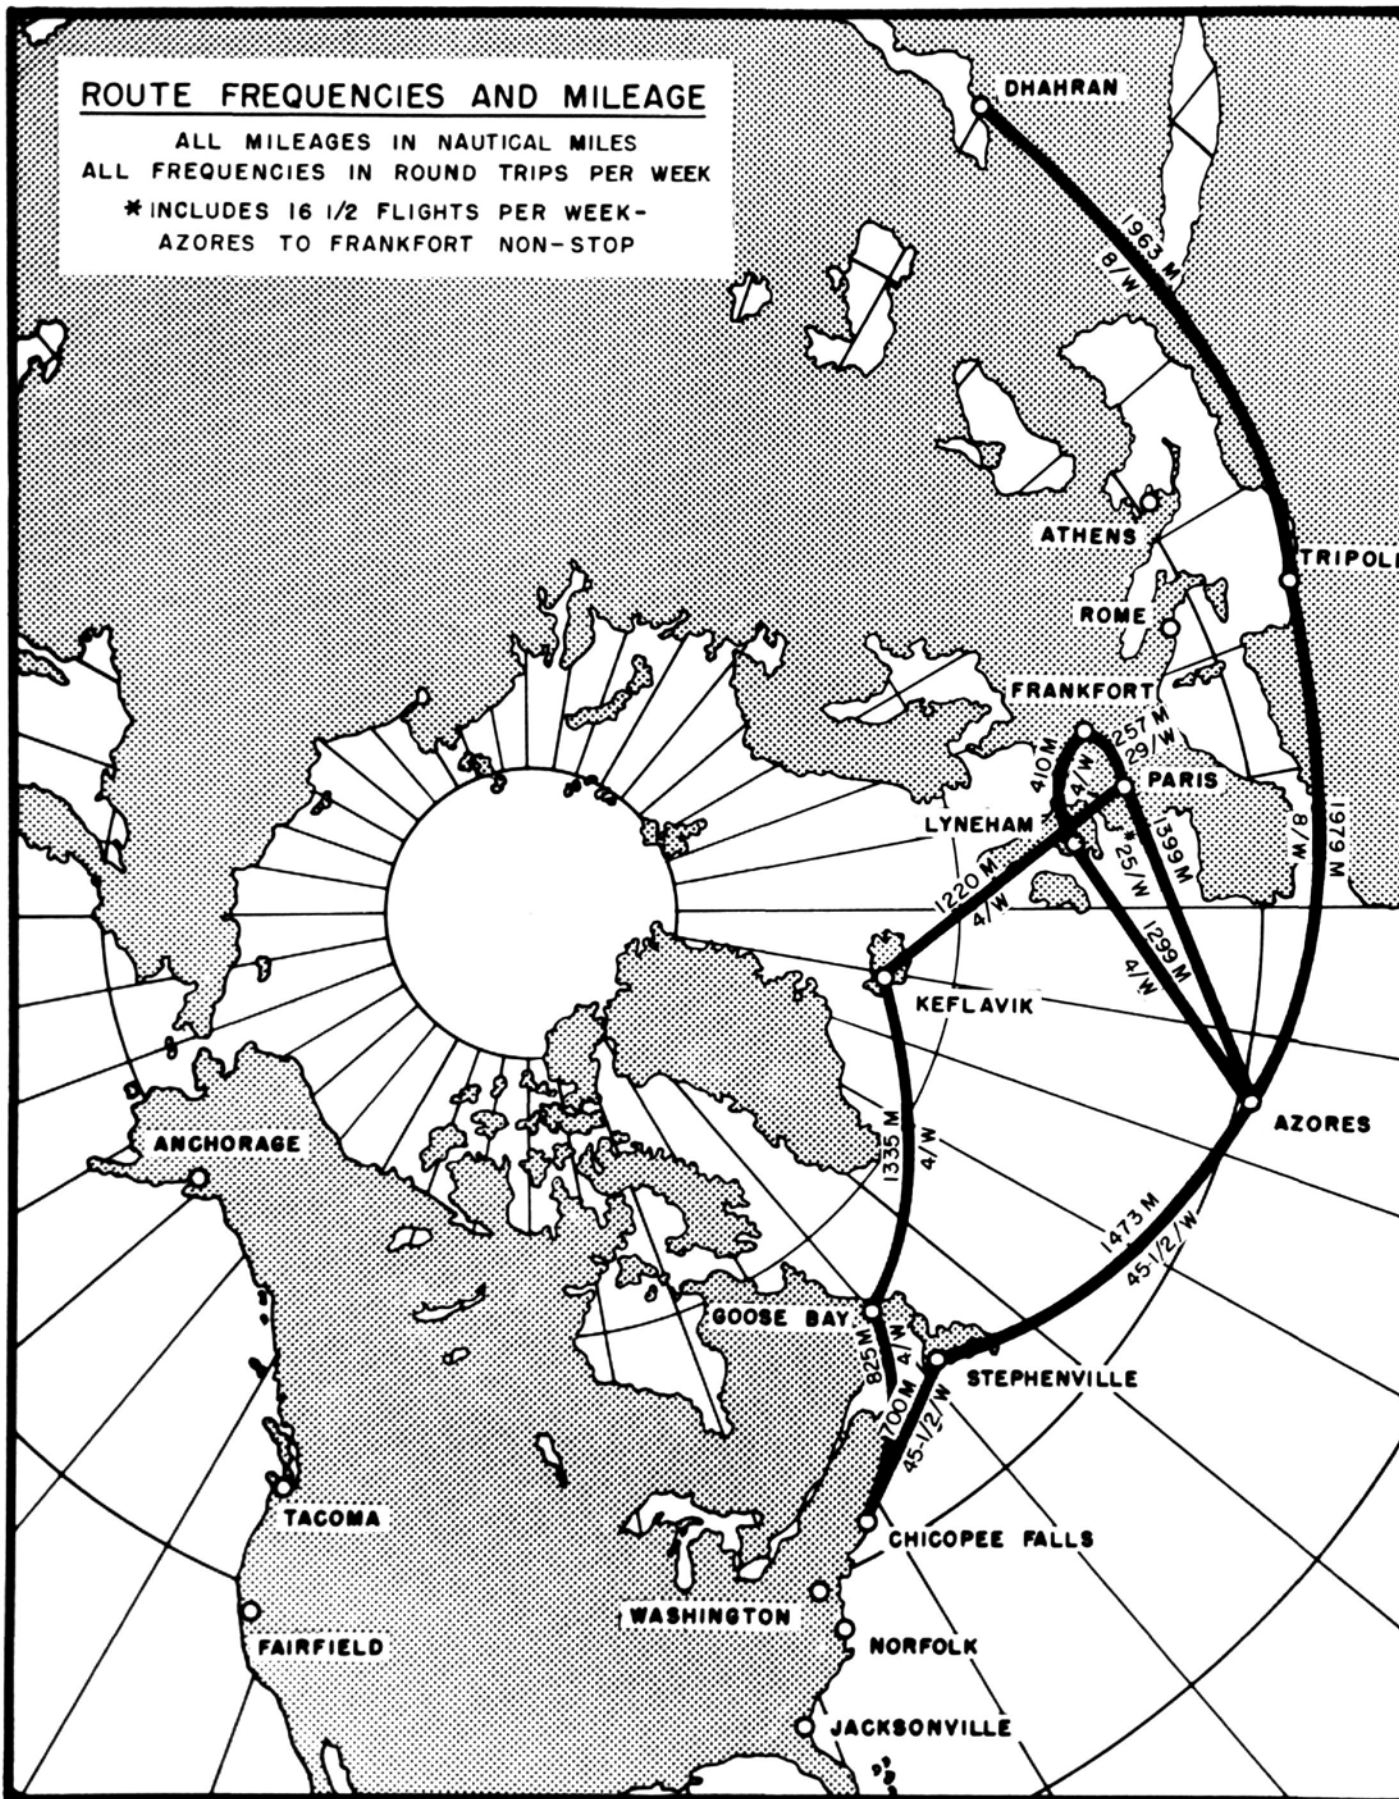 ROUTE FREQUENCIES AND MILEAGE
ALL MILEAGES IN NAUTICAL MILES
ALL FREQUENCIES IN ROUND TRIPS PER WEEK
* INCLUDES 16 1/2 FLIGHTS PER WEEK-
AZORES TO FRANKFORT NON-STOP
DHAHRAN
1963 M
8/W
ATHENS
TRIPOLI
ROME
FRANKFORT
257 M
29/W
410M
4/W
PARIS
LYNEHAM
1399 M
*25/W
1979 M
8/W
1220 M
4/W
1299 M
4/W
KEFLAVIK
AZORES
ANCHORAGE
1335 M
4/W
1473 M
45-1/2/W
GOOSE BAY
825M
4/W
STEPHENVILLE
700 M
45-1/2/W
TACOMA
CHICOPEE FALLS
WASHINGTON
FAIRFIELD
NORFOLK
JACKSONVILLE